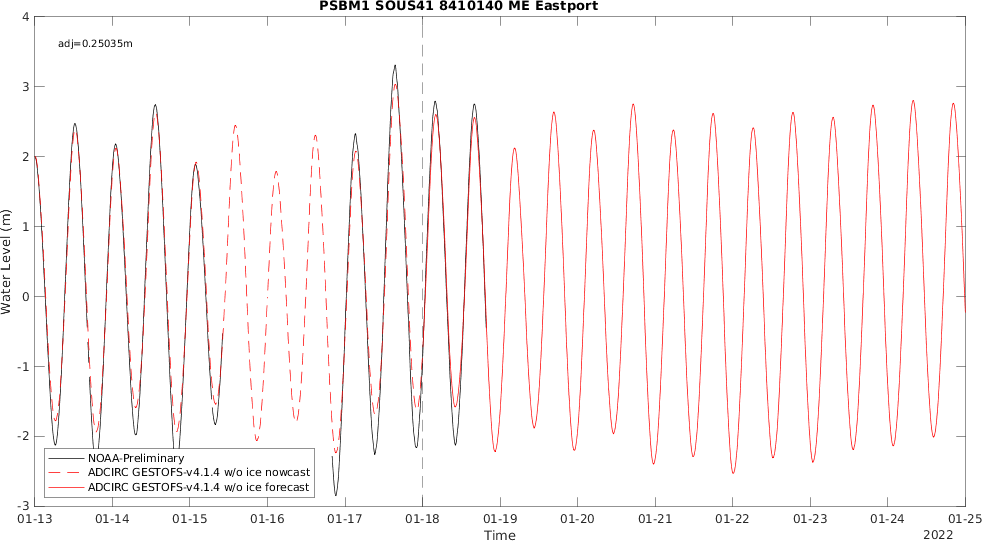 PSBM1 SOUS41 8410140 ME Eastport
adj=0.25035m
Water Level (m)
4
3
2
1
0
-1
-2
-3
NOAA-Preliminary
ADCIRC GESTOFS-v4.1.4 w/o ice nowcast
ADCIRC GESTOFS-v4.1.4 w/o ice forecast
01-13 01-14 01-15 01-16 01-17 01-18 01-19 01-20 01-21 01-22 01-23 01-24 01-25
Time
2022